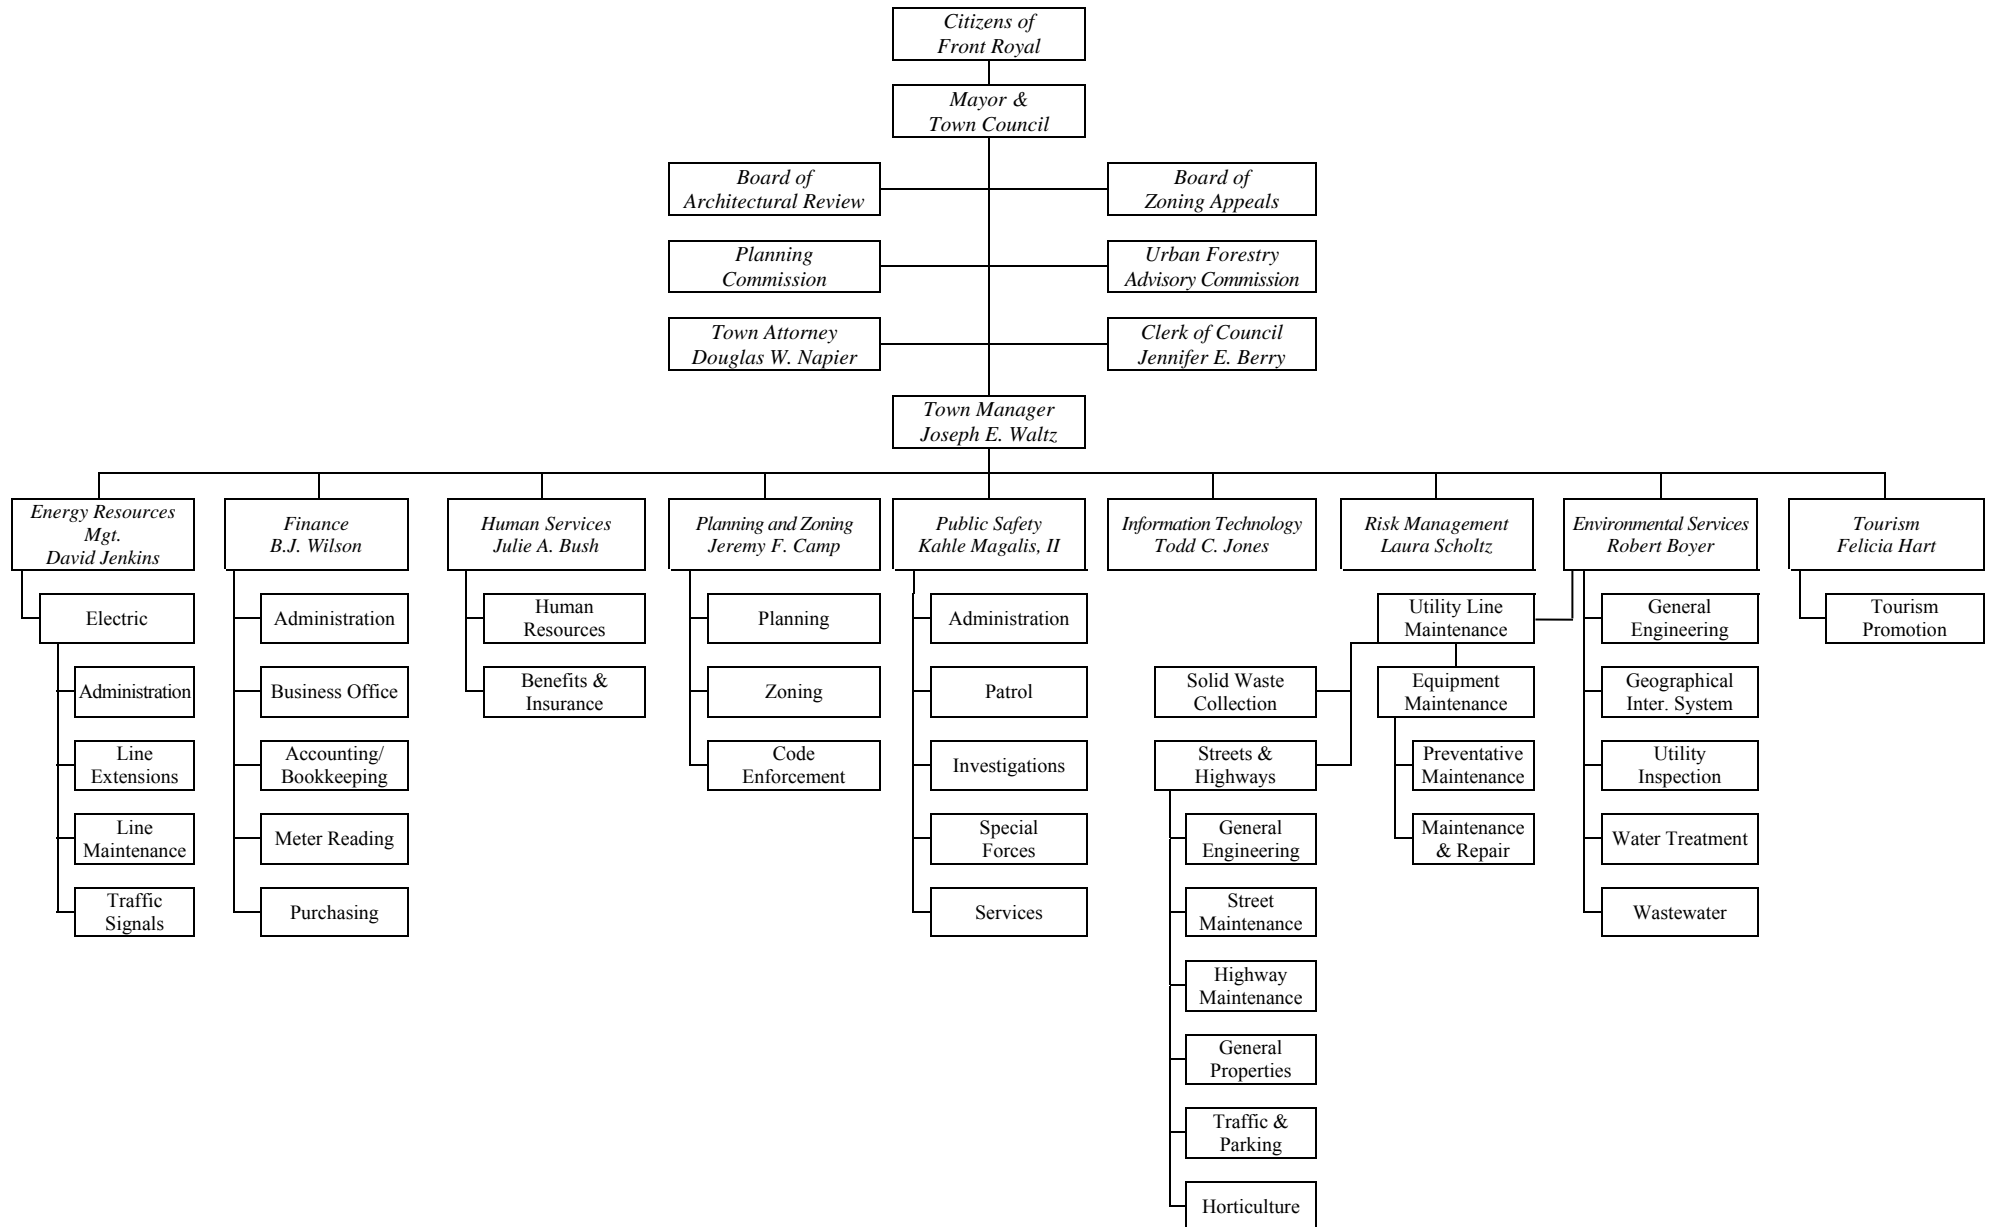 Citizens of
Front Royal
Mayor &
Town Council
Board of
Architectural Review
Board of
Zoning Appeals
Planning
Commission
Urban Forestry
Advisory Commission
Town Attorney
Douglas W. Napier
Clerk of Council
Jennifer E. Berry
Town Manager
Joseph E. Waltz
Energy Resources
Mgt.
David Jenkins
Finance
B.J. Wilson
Human Services
Julie A. Bush
Planning and Zoning
Jeremy F. Camp
Public Safety
Kahle Magalis, II
Information Technology
Todd C. Jones
Risk Management
Laura Scholtz
Environmental Services
Robert Boyer
Tourism
Felicia Hart
Electric
Administration
Line
Extensions
Line
Maintenance
Traffic
Signals
Administration
Business Office
Accounting/
Bookkeeping
Meter Reading
Purchasing
Human
Resources
Benefits &
Insurance
Planning
Zoning
Code
Enforcement
Administration
Patrol
Investigations
Special
Forces
Services
Utility Line
Maintenance
Solid Waste
Collection
Streets &
Highways
General
Engineering
Street
Maintenance
Highway
Maintenance
General
Properties
Traffic &
Parking
Horticulture
Equipment
Maintenance
Preventative
Maintenance
Maintenance
& Repair
General
Engineering
Geographical
Inter. System
Utility
Inspection
Water Treatment
Wastewater
Tourism
Promotion